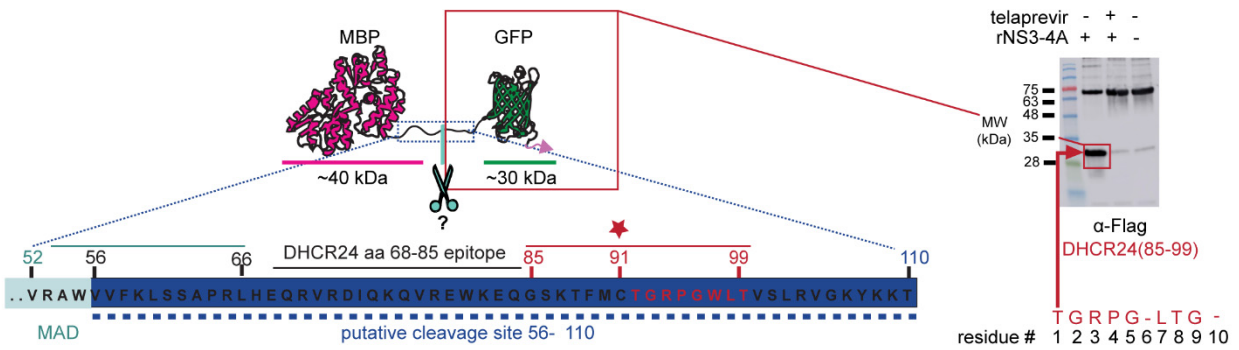 MBP
GFP
~40 kDa
~30 kDa
?
52
56
66
DHCR24 aa 68-85 epitope
85
91
99
110
..VRAWVVFKLSSAPRLHEQRVRDIQKQVREWKEQGSKTFMCTGRPGWLTVSLRVGKYKKT
MAD
putative cleavage site 56- 110
telaprevir - + -
rNS3-4A + + -
MW
(kDa)
75
63
48
35
28
α-Flag
DHCR24(85-99)
T G R P G - L T G -
residue # 1 2 3 4 5 6 7 8 9 10